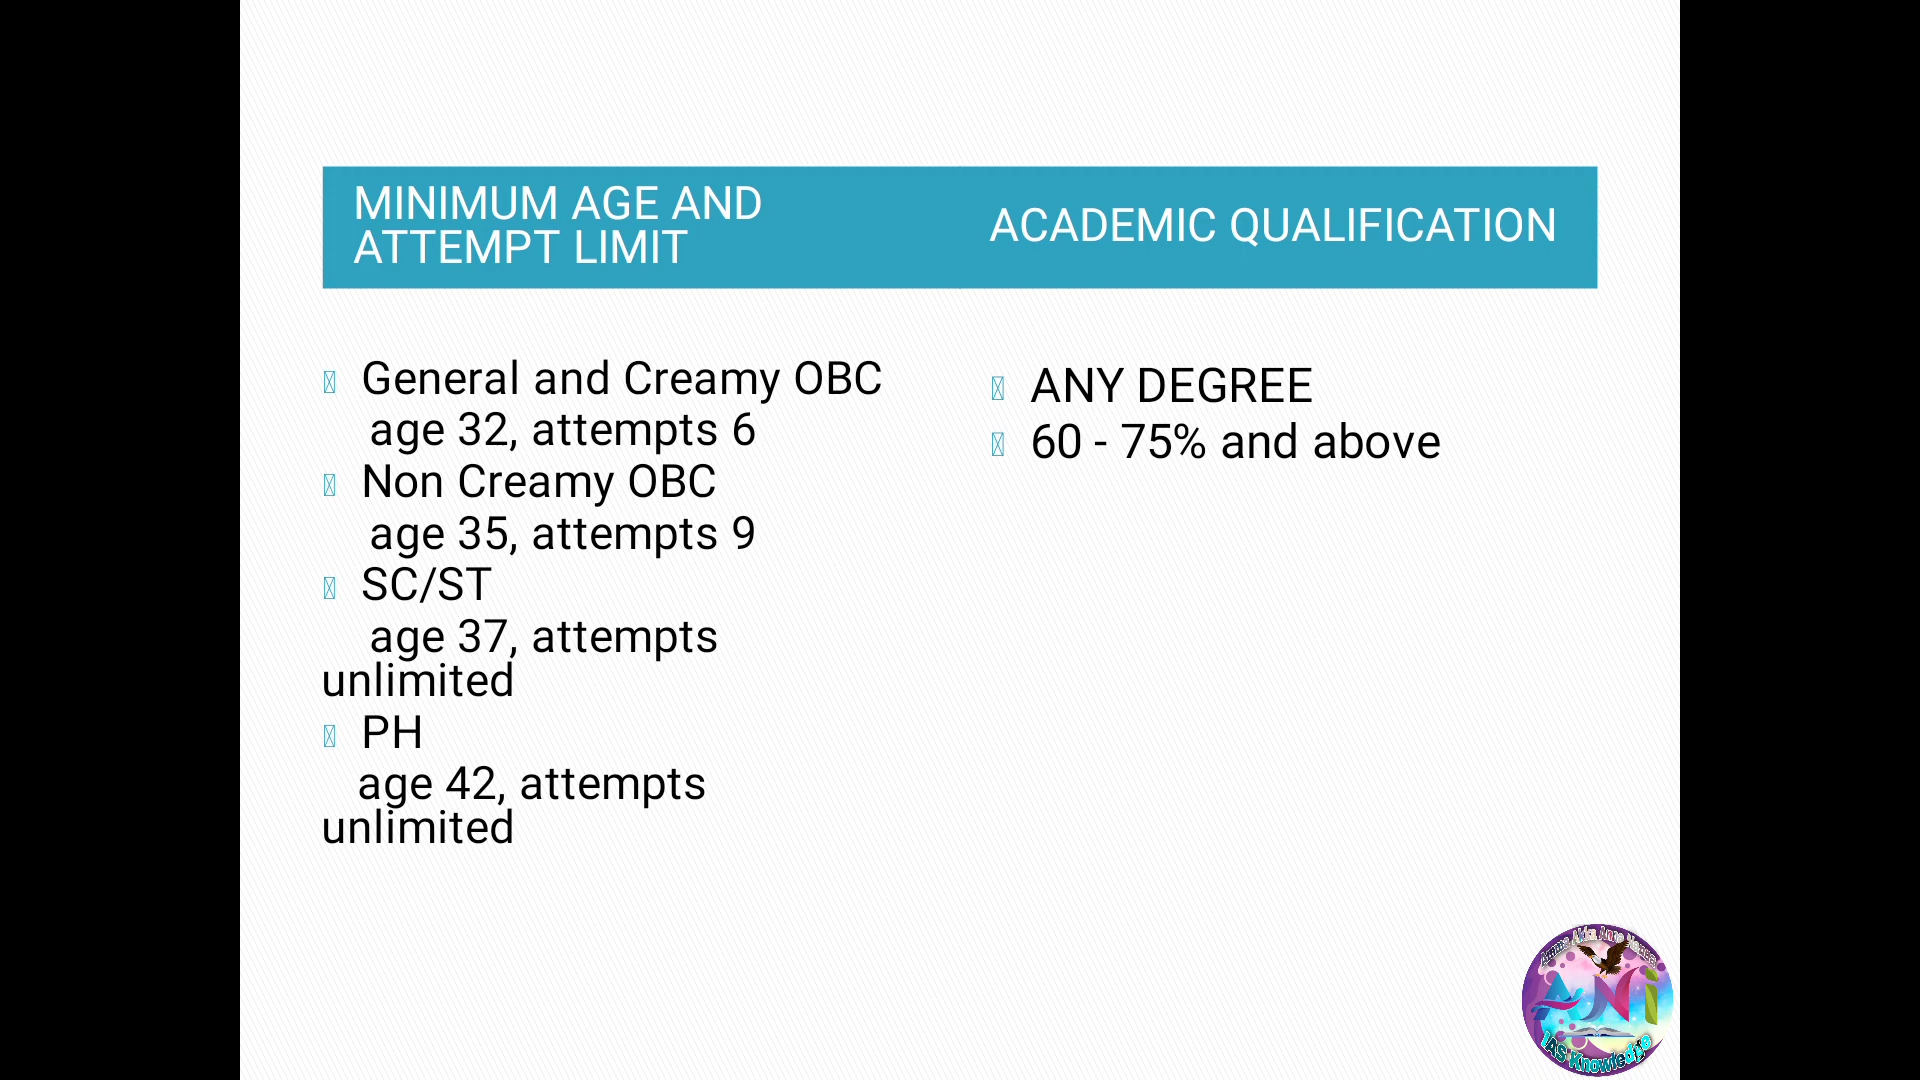 MINIMUM AGE AND
ATTEMPT LIMIT
ACADEMIC QUALIFICATION
General and Creamy OBC
age 32, attempts 6
Non Creamy OBC
age 35, attempts 9
SC/ST
age 37, attempts
unlimited
PH
age 42, attempts
unlimited
ANY DEGREE
60 - 75% and above
ANi
IAS Knowledge